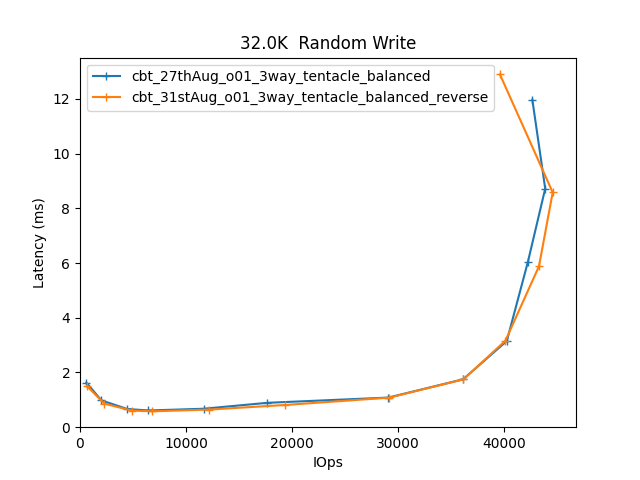 32.0K  Random Write
cbt_27thAug_o01_3way_tentacle_balanced
cbt_31stAug_o01_3way_tentacle_balanced_reverse
12
10
8
6
4
2
0
Latency (ms)
0 10000 20000 30000 40000
IOps